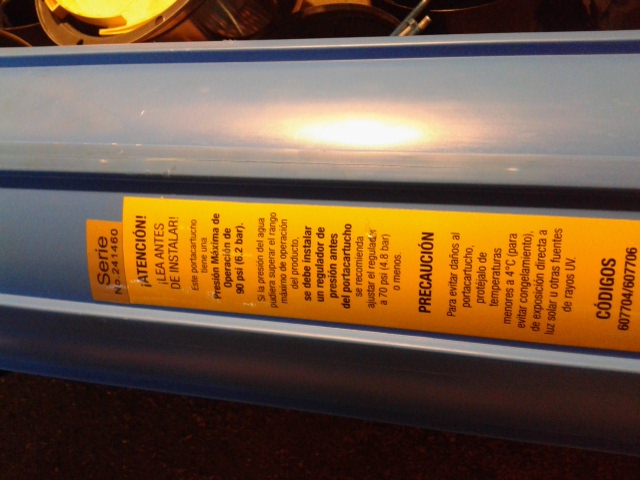 Serie
No.241460
¡ATENCIÓN!
¡LEA ANTES
DE INSTALAR!
Este portacartucho
tiene una
Presión Máxima de
Operación de
90 psi (6.2 bar).
Si la presión del agua
pudiera superar el rango
máximo de operación
del producto,
se debe instalar
un regulador de
presión antes
del portacartucho
se recomienda
ajustar el regulador
a 70 psi (4.8 bar)
o menos.
PRECAUCIÓN
Para evitar daños al
portacartucho,
protéjalo de
temperaturas
menores a 4°C (para
evitar congelamiento),
de exposición directa a
luz solar u otras fuentes
de rayos UV.
CÓDIGOS
607704/607706